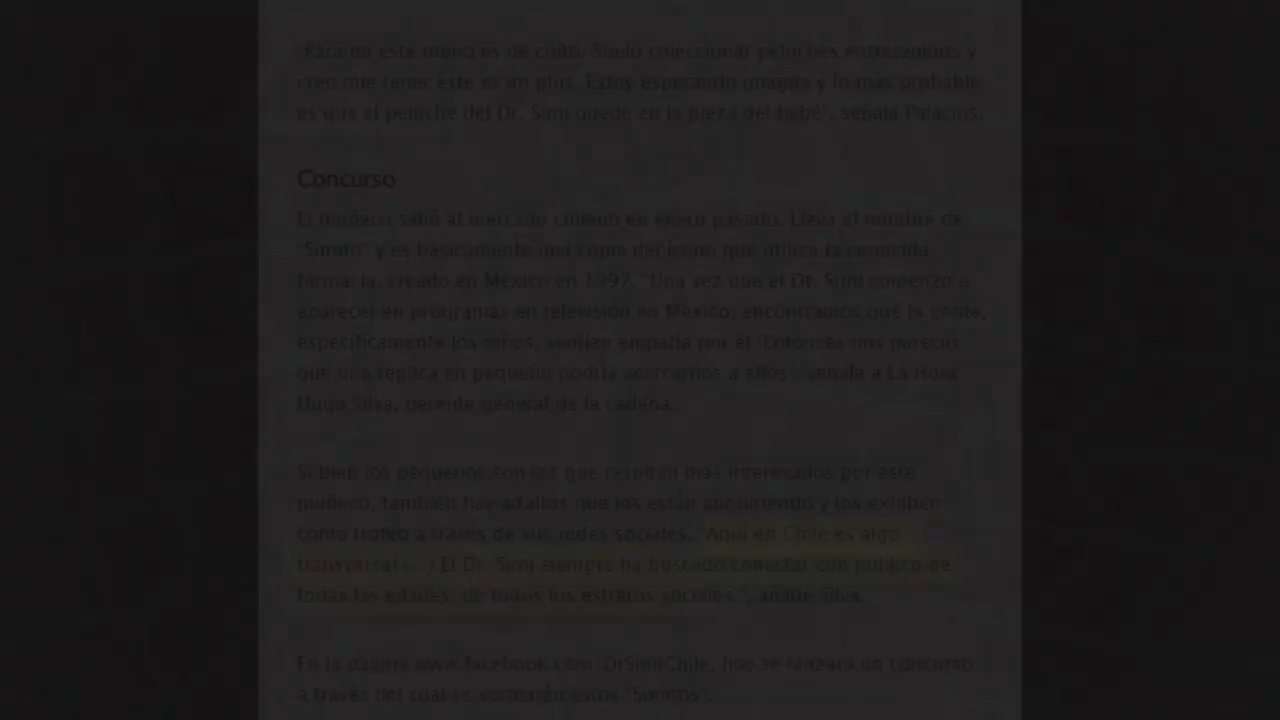 "Para mí este mono es de culto. Suelo coleccionar peluches entretenidos y
creo que tener este es un plus. Estoy esperando guagua y lo más probable
es que el peluche del Dr. Simi quede en la pieza del bebé", señala Palacios.
Concurso
El muñeco salió al mercado chileno en enero pasado. Lleva el nombre de
"Simito" y es básicamente una copia del ícono que utiliza la conocida
farmacia, creado en México en 1997. "Una vez que el Dr. Simi comenzó a
aparecer en programas en televisión en México, encontramos que la gente,
específicamente los niños, sentían empatía por él. Entonces nos pareció
que una réplica en pequeño podría acercarnos a ellos", señala a La Hora
Hugo Silva, gerente general de la cadena.
Si bien los pequeños son los que resultan más interesados por este
muñeco, también hay adultos que los están adquiriendo y los exhiben
como trofeo a través de sus redes sociales. "Aquí en Chile es algo
transversal (...) El Dr. Simi siempre ha buscado conectar con público de
todas las edades, de todos los estratos sociales.", añade Silva.
En la página www.facebook.com/DrSimiChile, hoy se lanzará un concurso
a través del cual se sortearán estos "Simitos".